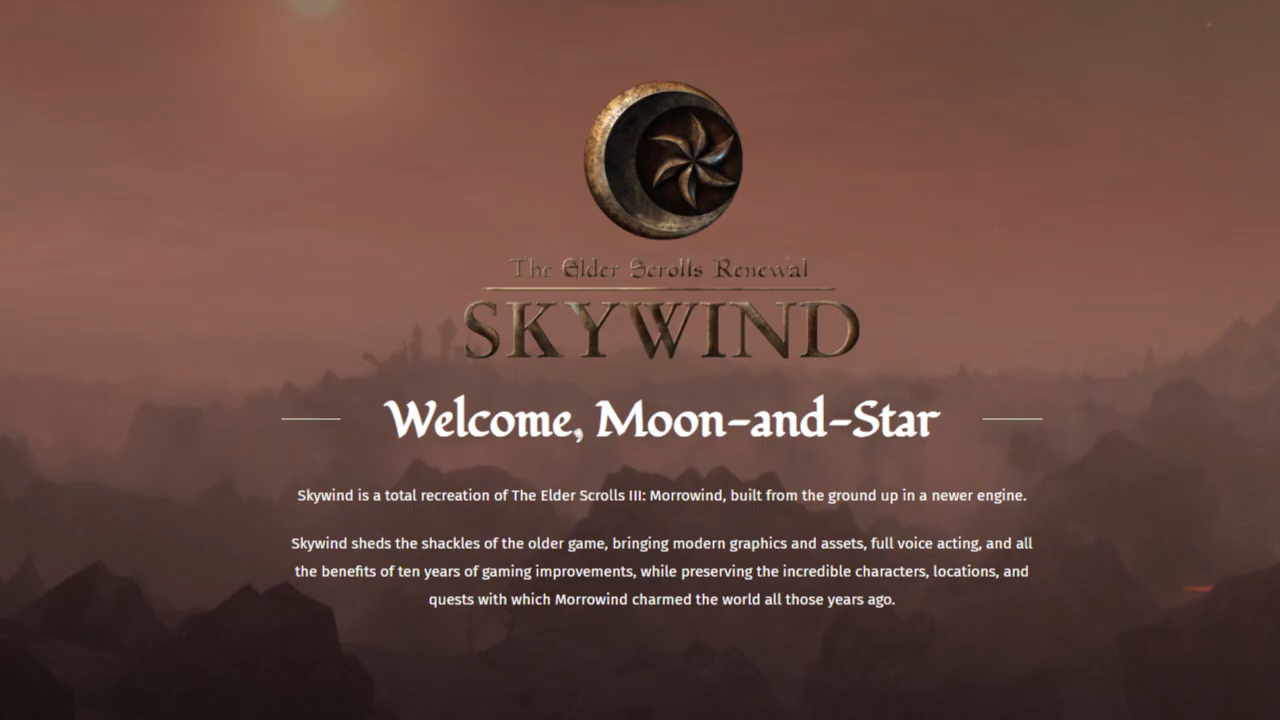 The Elder Scrolls Renewal
SKYWIND
Welcome, Moon-and-Star
Skywind is a total recreation of The Elder Scrolls III: Morrowind, built from the ground up in a newer engine.
Skywind sheds the shackles of the older game, bringing modern graphics and assets, full voice acting, and all
the benefits of ten years of gaming improvements, while preserving the incredible characters, locations, and
quests with which Morrowind charmed the world all those years ago.